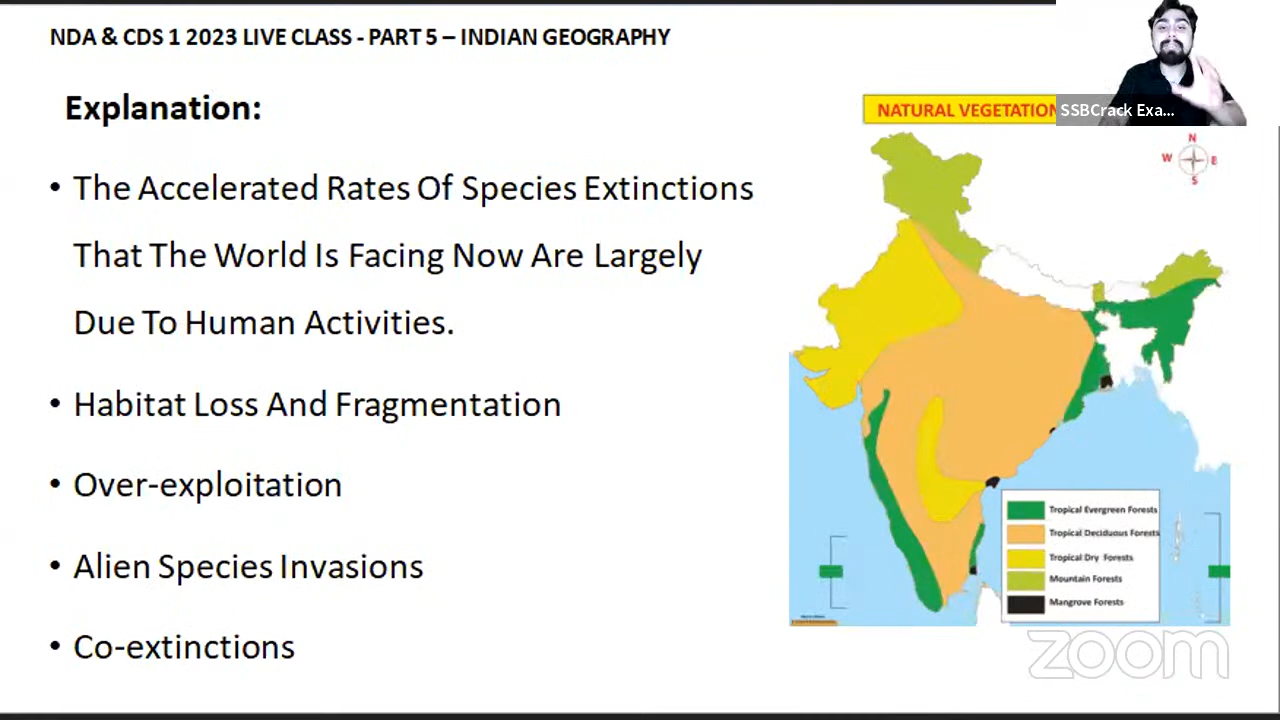 NDA & CDS 1 2023 LIVE CLASS - PART 5 – INDIAN GEOGRAPHY
Explanation:
• The Accelerated Rates Of Species Extinctions
That The World Is Facing Now Are Largely
Due To Human Activities.
• Habitat Loss And Fragmentation
• Over-exploitation
• Alien Species Invasions
• Co-extinctions
NATURAL VEGETATION
SSBCrack Exa...
N
W E
S
Tropical Evergreen Forests
Tropical Deciduous Forests
Tropical Dry Forests
Mountain Forests
Mangrove Forests
zoom